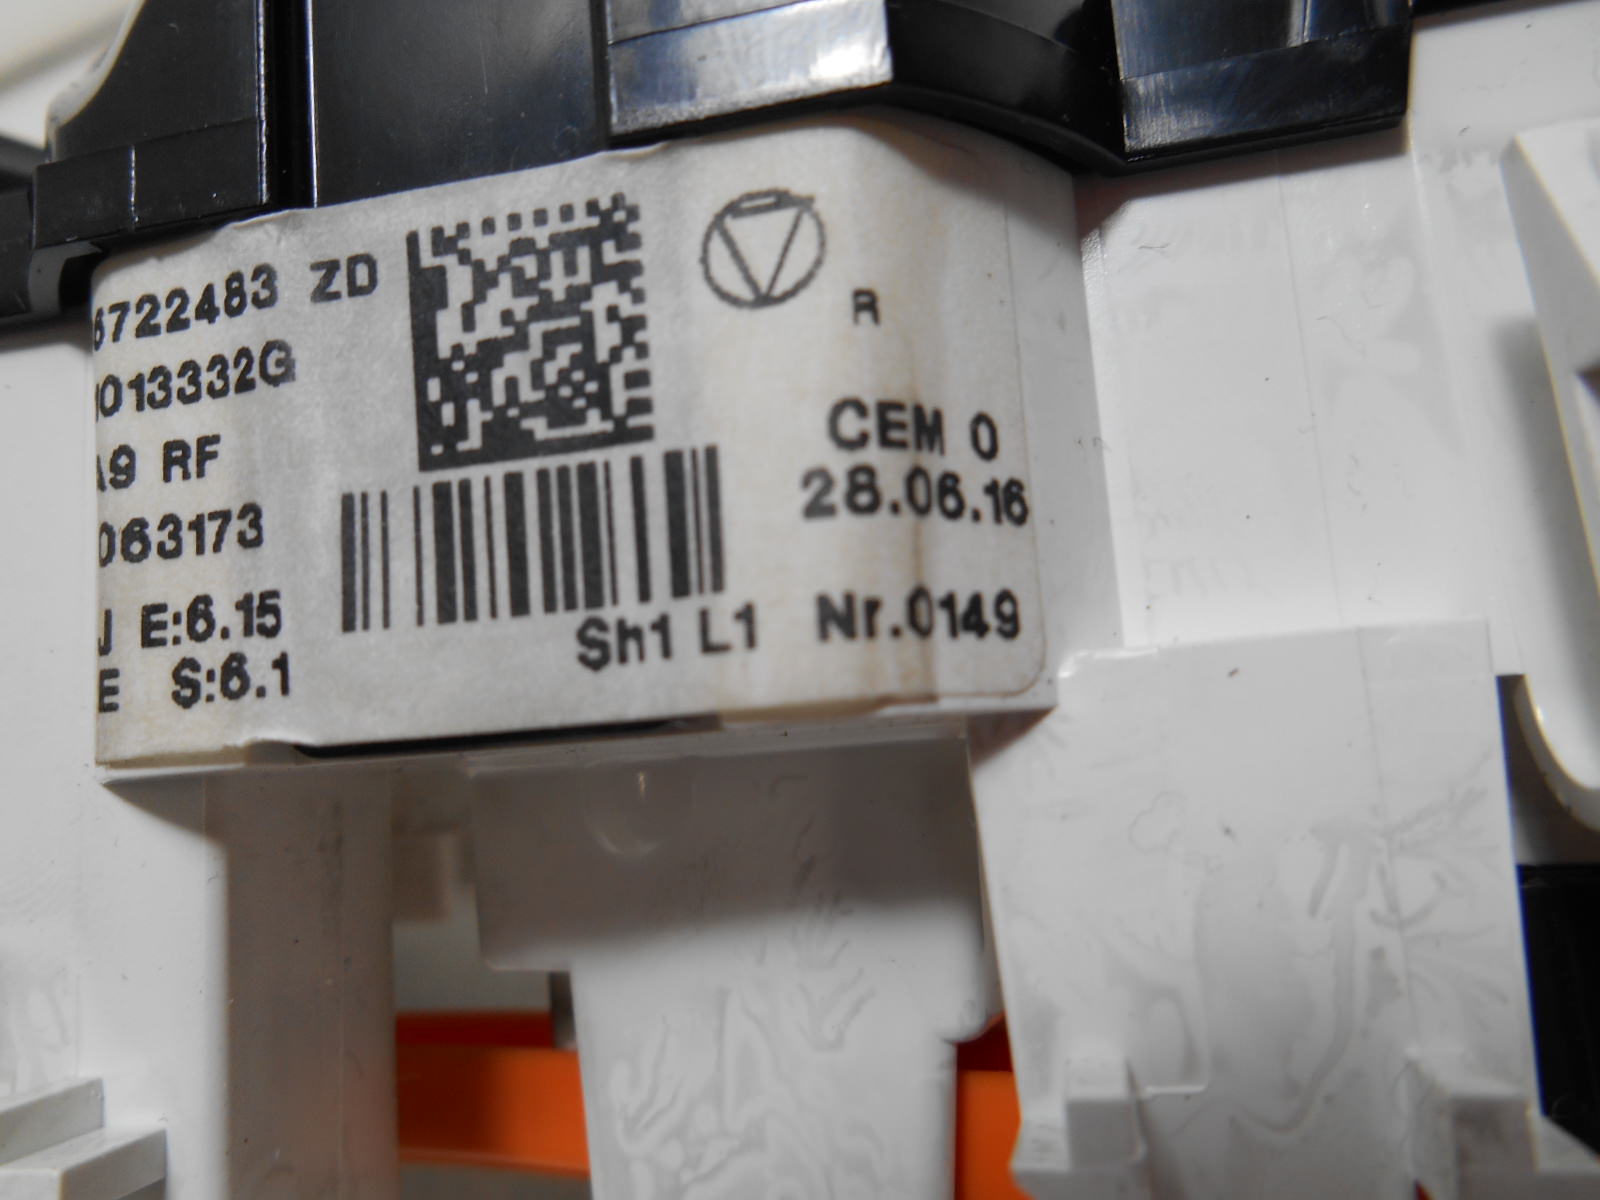 6722483 ZD
013332G
R
A9 RF
CEM 0
063173
28.06.16
J E:6.15
Sh1 L1 Nr.0149
E S:6.1